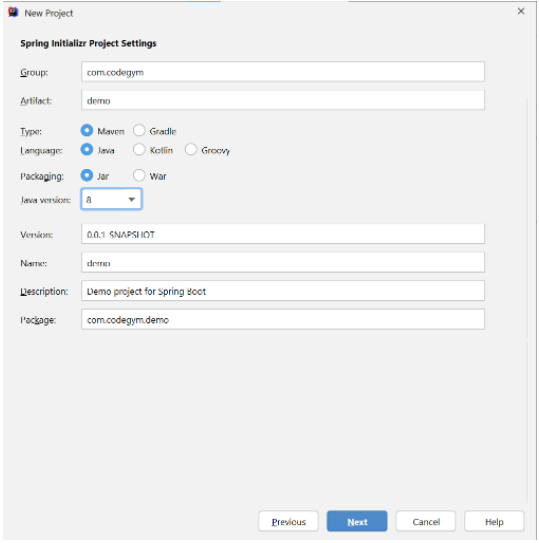 New Project
Spring Initializr Project Settings
Group: com.codegym
Artifact: demo
Type: Maven Gradle
Language: Java Kotlin Groovy
Packaging: Jar War
Java version: 8
Version: 0.0.1-SNAPSHOT
Name: demo
Description: Demo project for Spring Boot
Package: com.codegym.demo
Previous Next Cancel Help